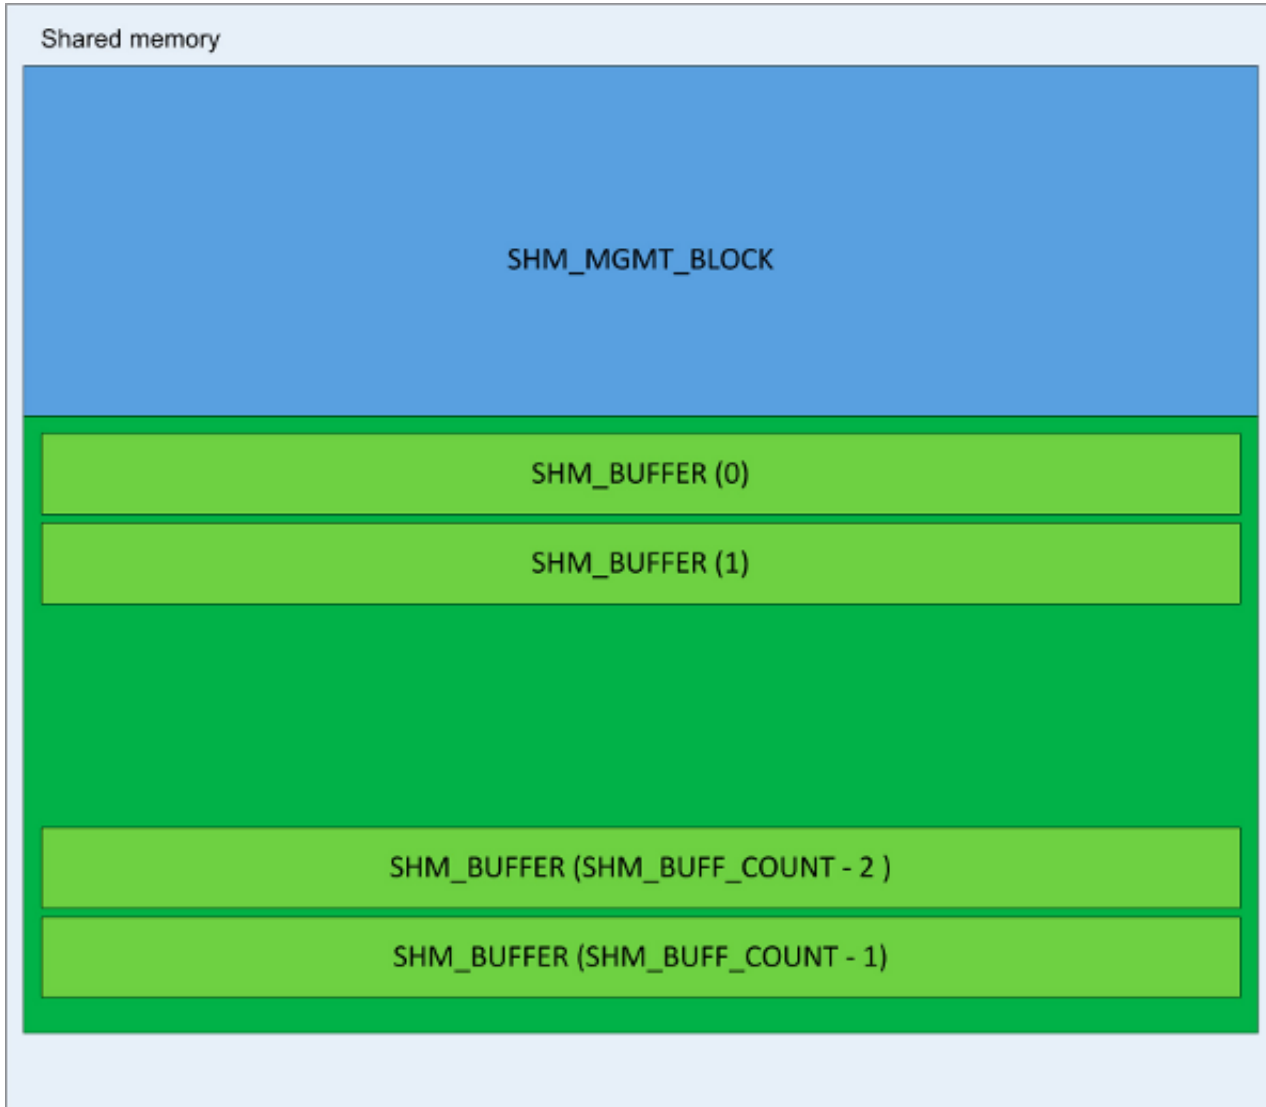 Shared memory
SHM_MGMT_BLOCK
SHM_BUFFER (0)
SHM_BUFFER (1)
SHM_BUFFER (SHM_BUFF_COUNT - 2 )
SHM_BUFFER (SHM_BUFF_COUNT - 1)